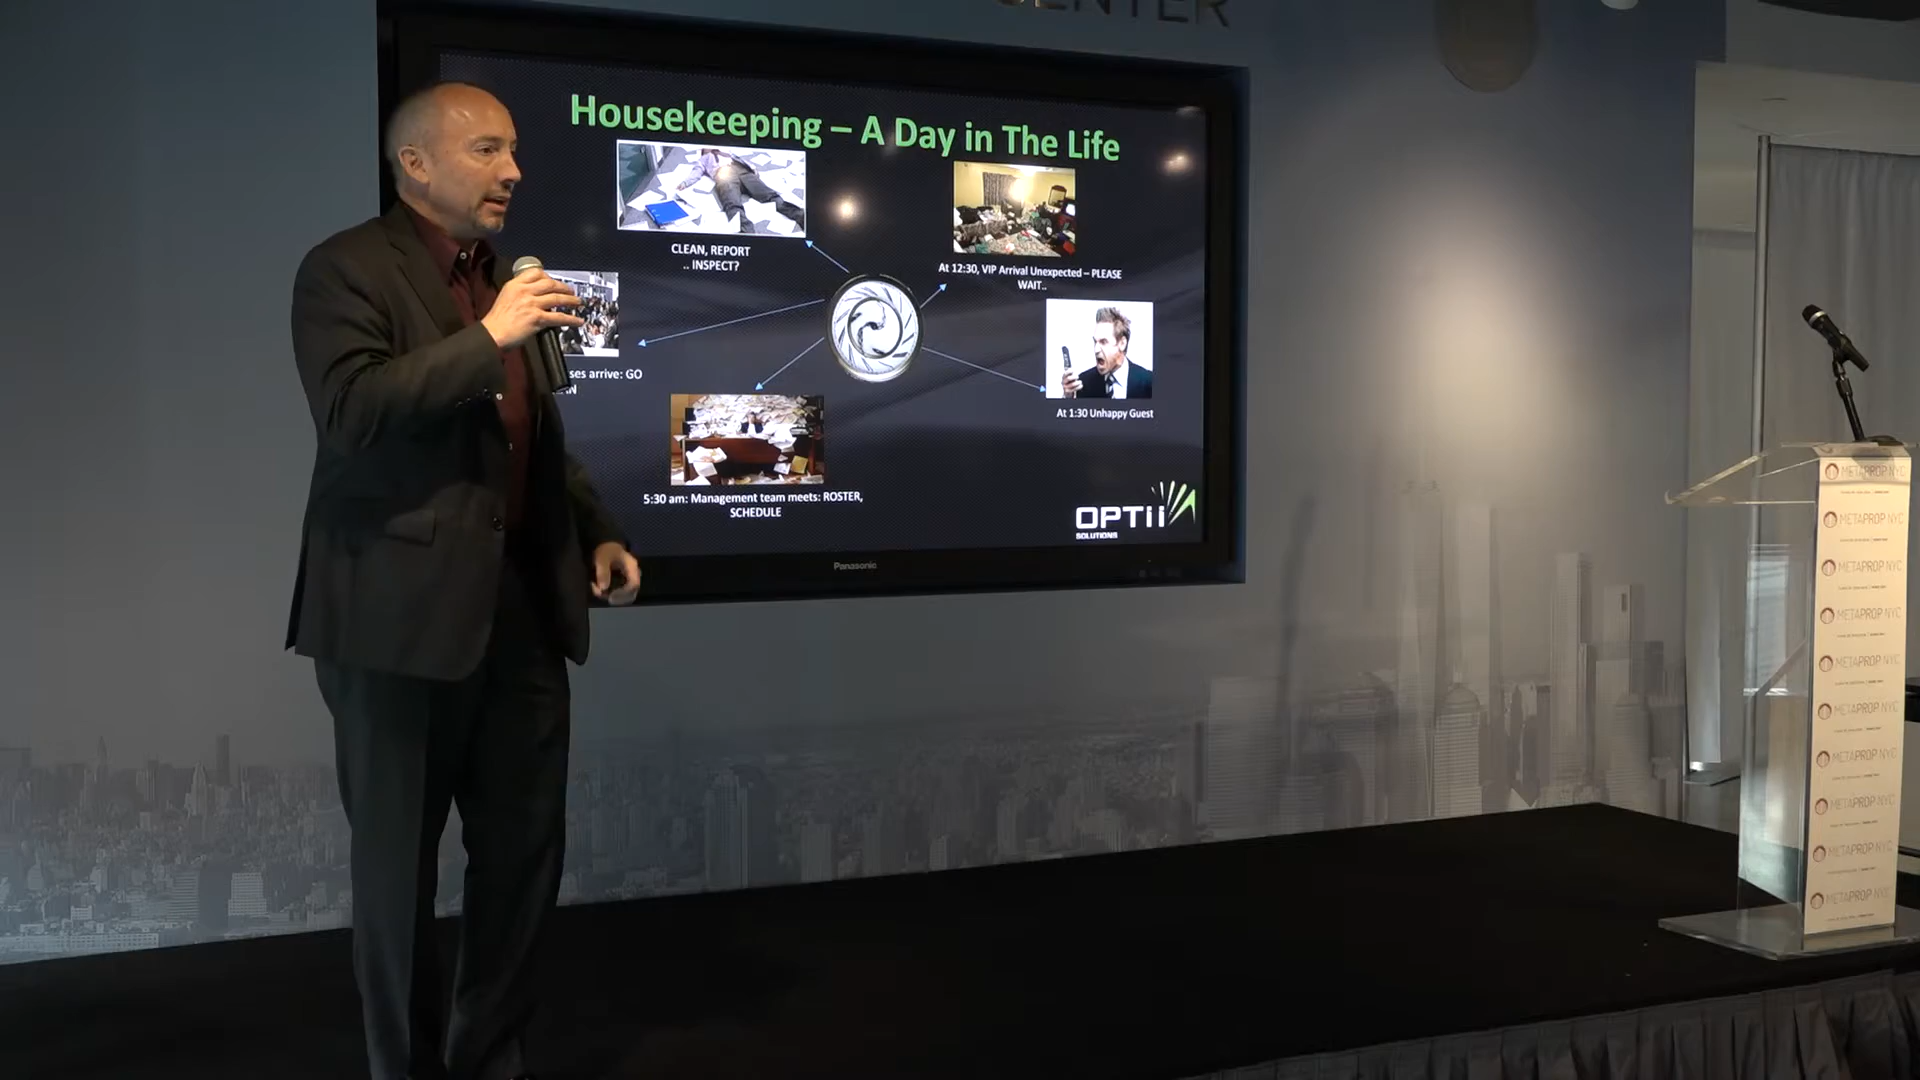 CENTER
Housekeeping – A Day in The Life
CLEAN, REPORT
.. INSPECT?
At 12:30, VIP Arrival Unexpected – PLEASE
WAIT..
arrive: GO
At 1:30 Unhappy Guest
5:30 am: Management team meets: ROSTER,
SCHEDULE
OPTii
SOLUTIONS
Panasonic
METAPROP NYC
METAPROP NYC
METAPROP NYC
METAPROP NYC
METAPROP NYC
METAPROP NYC
METAPROP NYC
METAPROP NYC
METAPROP NYC
METAPROP NYC